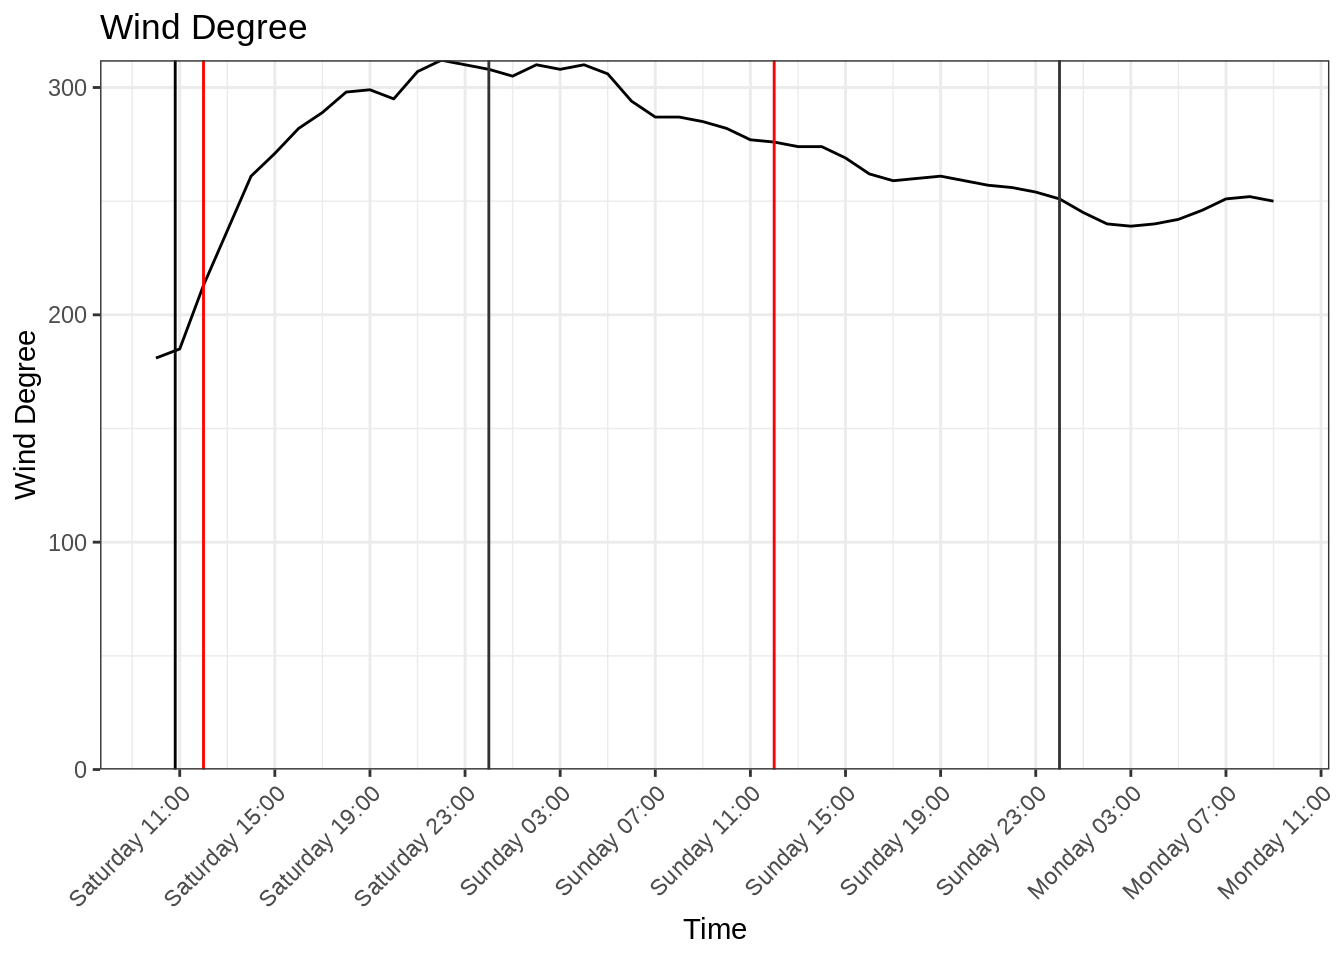 Wind Degree
Wind Degree
300
200
100
0
Saturday 11:00
Saturday 15:00
Saturday 19:00
Saturday 23:00
Sunday 03:00
Sunday 07:00
Sunday 11:00
Sunday 15:00
Sunday 19:00
Sunday 23:00
Monday 03:00
Monday 07:00
Monday 11:00
Time